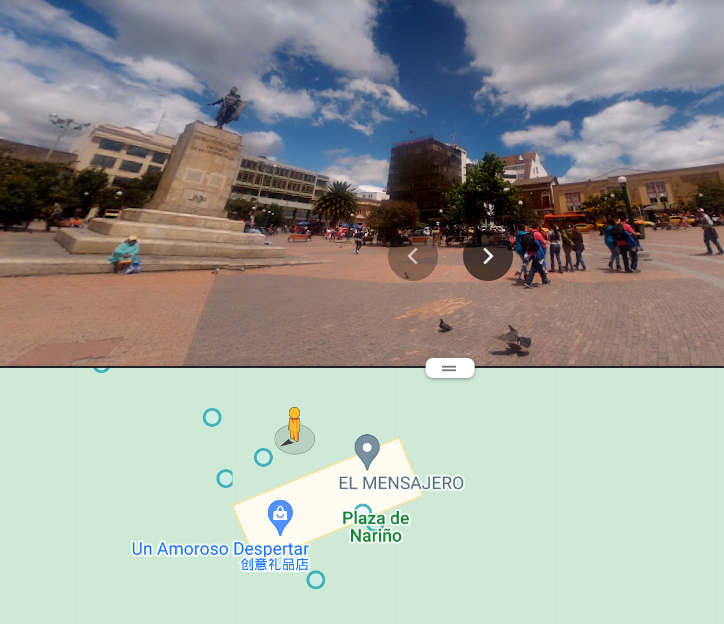 EL MENSAJERO
Plaza de
Nariño
Un Amoroso Despertar
创意礼品店